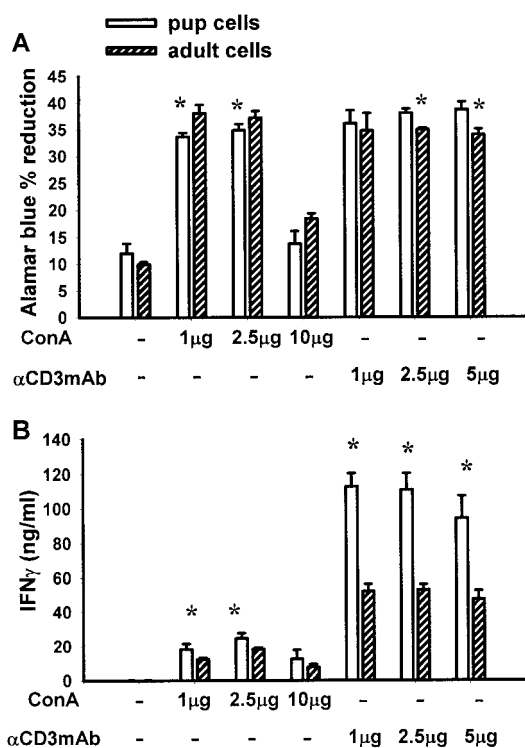 pup cells
adult cells
A
* * * *
Alamar blue % reduction
45
40
35
30
25
20
15
10
5
0
ConA - 1μg 2.5μg 10μg - - -
αCD3mAb - - - - 1μg 2.5μg 5μg
B
* * * * *
IFNγ (ng/ml)
140
120
100
80
60
40
20
0
ConA - 1μg 2.5μg 10μg - - -
αCD3mAb - - - - 1μg 2.5μg 5μg